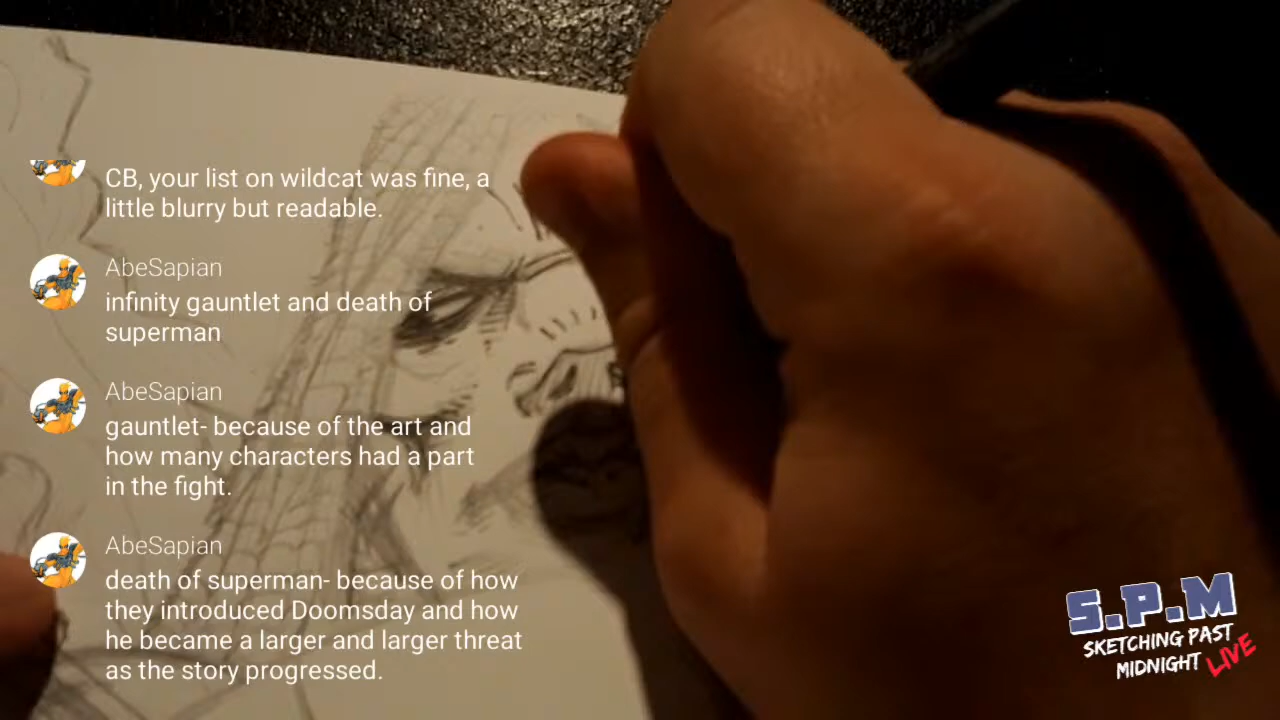 CB, your list on wildcat was fine, a
little blurry but readable.
AbeSapian
infinity gauntlet and death of
superman
AbeSapian
gauntlet- because of the art and
how many characters had a part
in the fight.
AbeSapian
death of superman- because of how
they introduced Doomsday and how
he became a larger and larger threat
as the story progressed.
S.P.M
SKETCHING PAST
MIDNIGHT LIVE